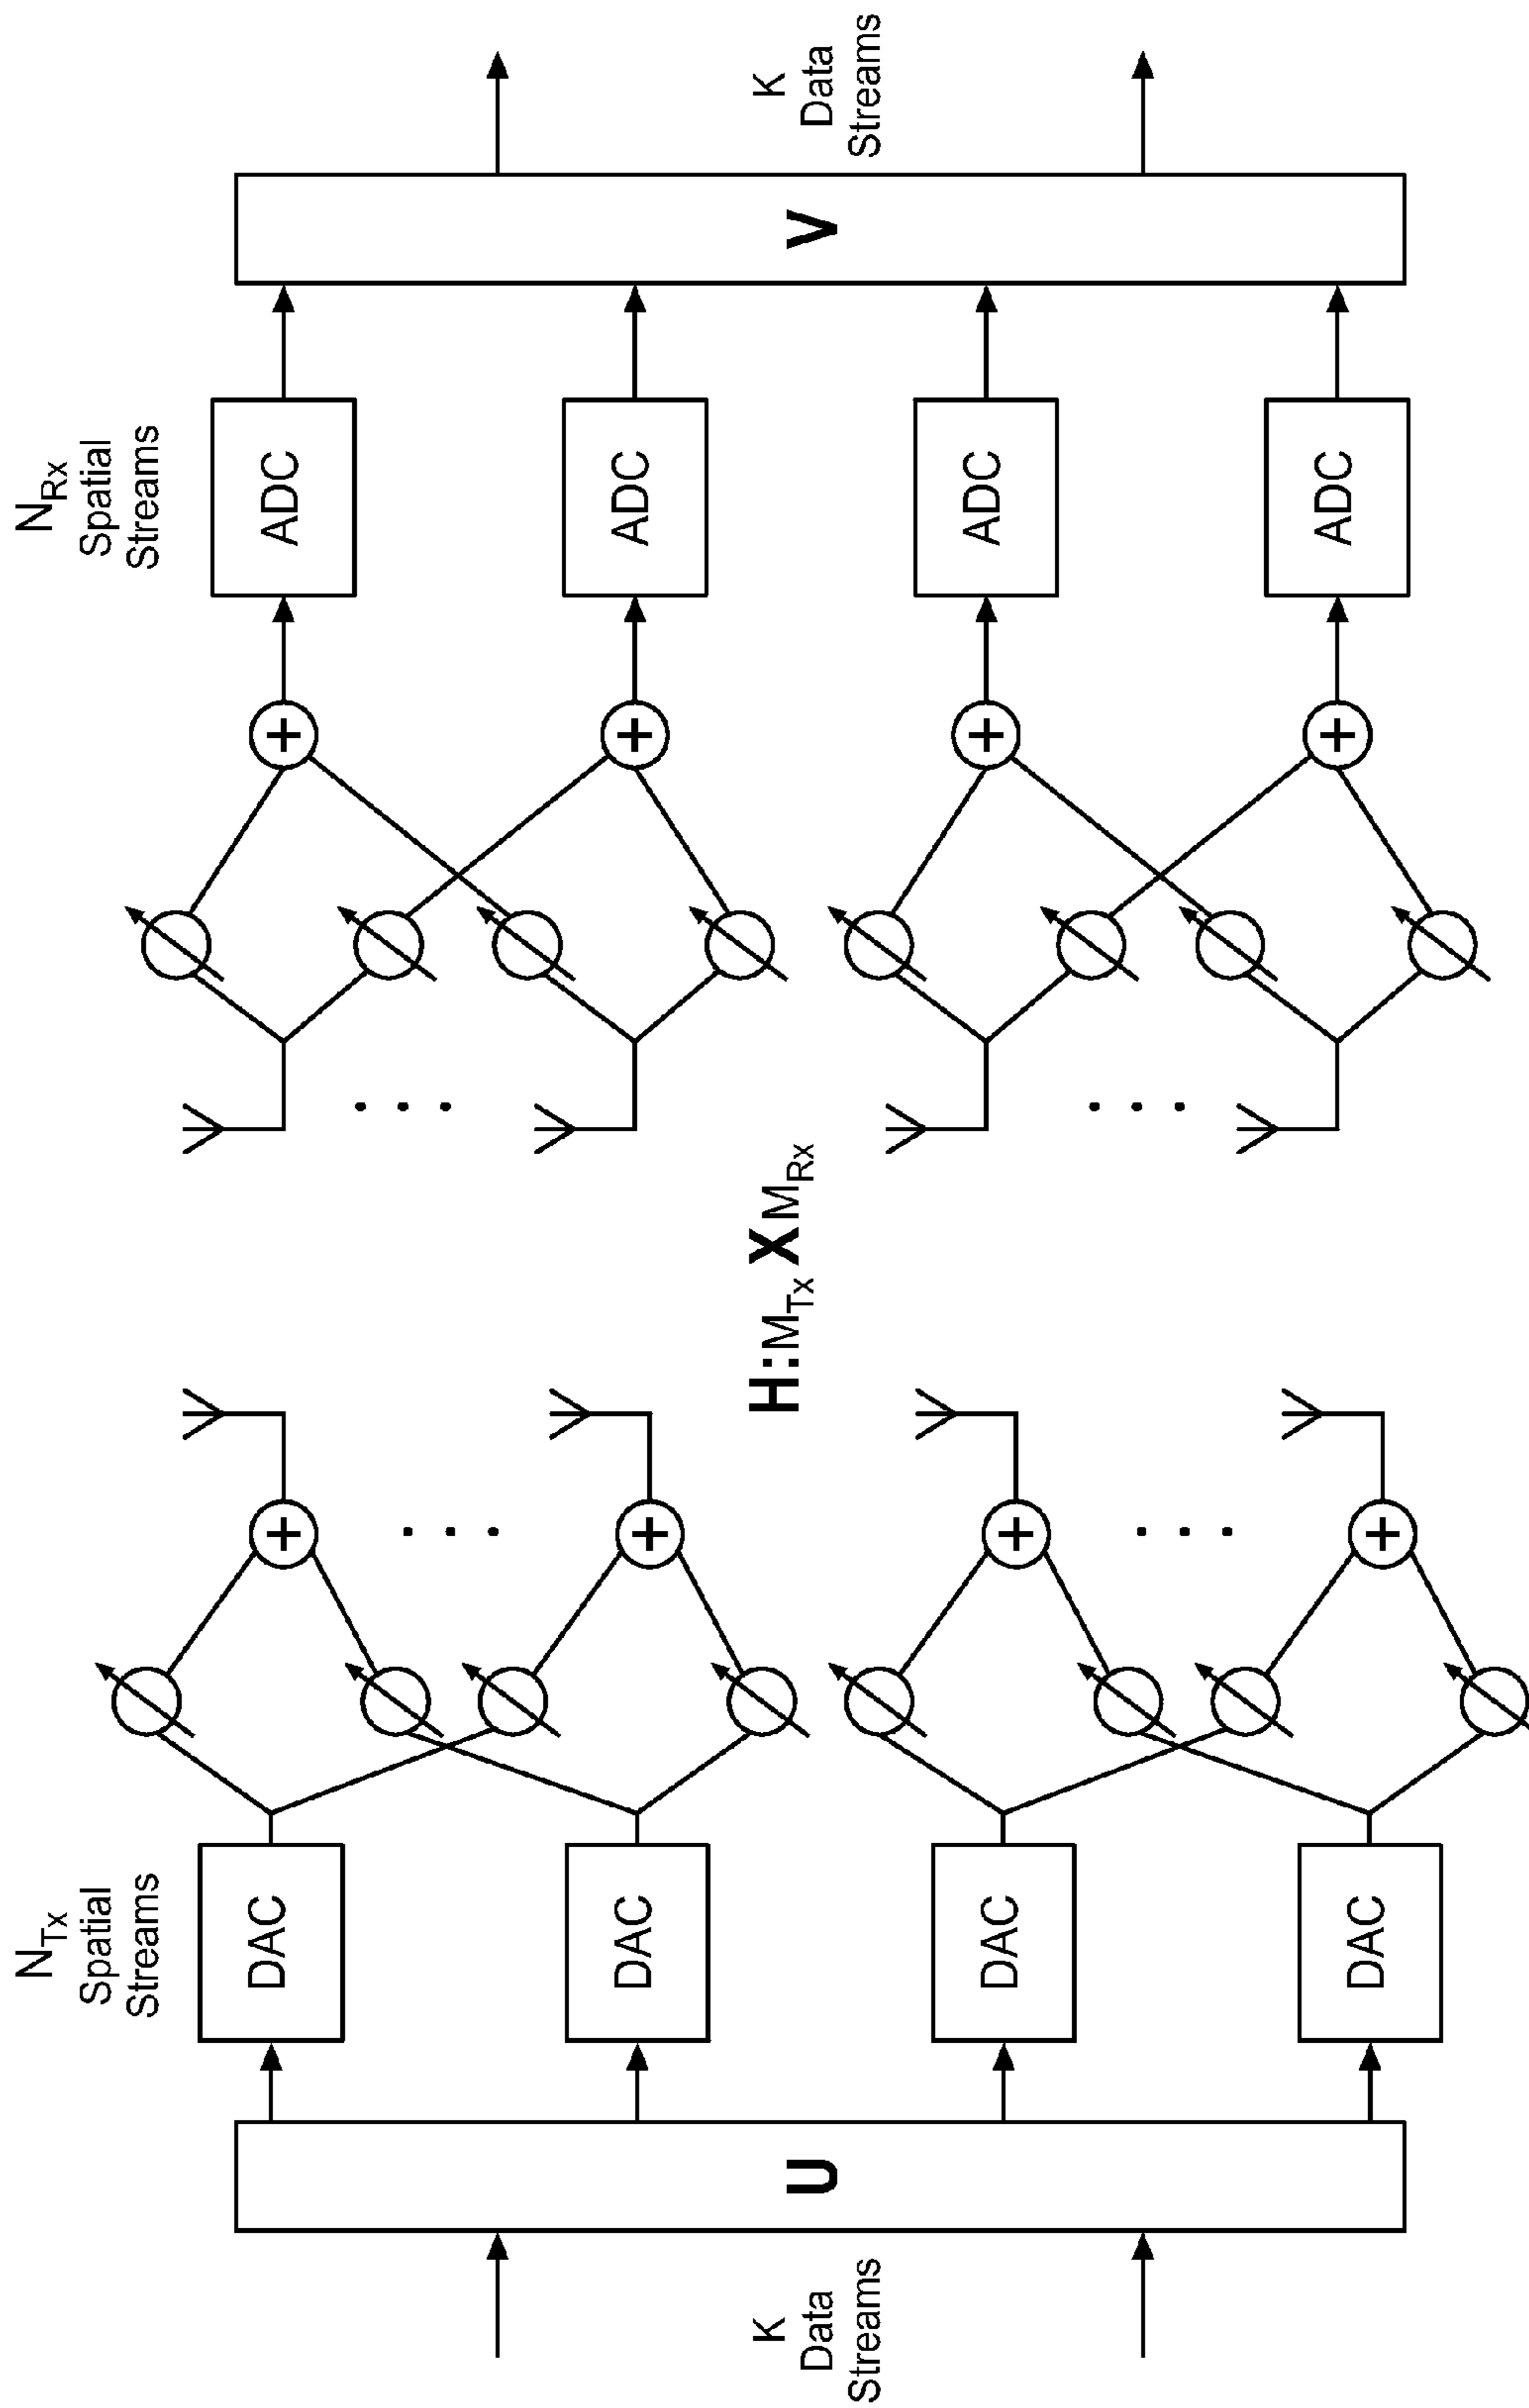 K
Data
Streams
U
N_Tx
Spatial
Streams
DAC
DAC
DAC
DAC
+
+
+
+
H:M_Tx X M_Rx
+
+
+
+
N_Rx
Spatial
Streams
ADC
ADC
ADC
ADC
V
K
Data
Streams